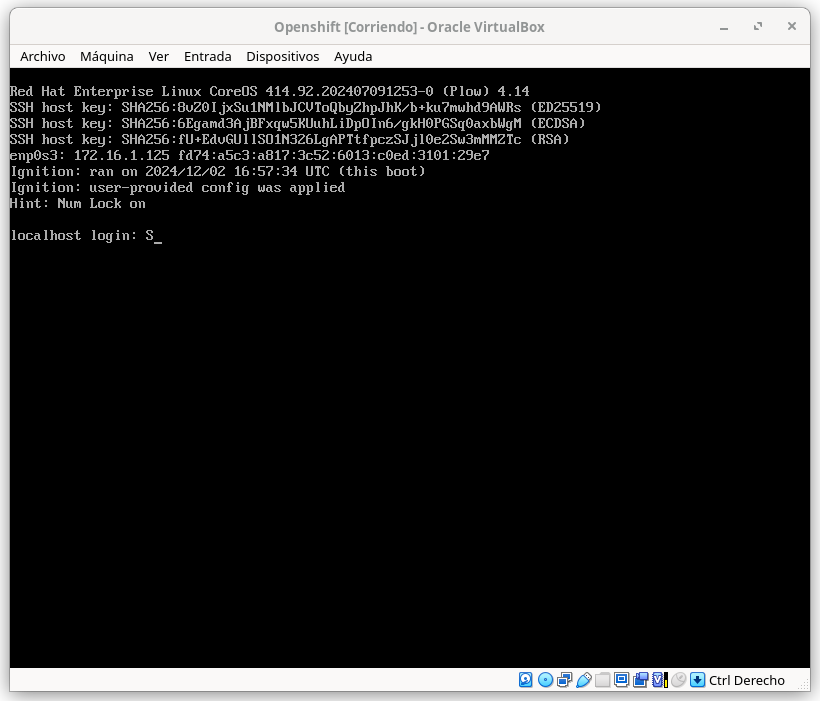 Openshift [Corriendo] - Oracle VirtualBox
Archivo Máquina Ver Entrada Dispositivos Ayuda
Red Hat Enterprise Linux CoreOS 414.92.202407091253-0 (Plow) 4.14
SSH host key: SHA256:8vZ0IjxSu1NMlbJCVToQbyZhpJhK/b+ku7mwhd9AWRs (ED25519)
SSH host key: SHA256:6Egamd3AjBFxqw5KUuhLiDpOIn6/gkH0PGSq0axbWgM (ECDSA)
SSH host key: SHA256:fU+EdvGUllSO1N326LgAPTtfpczSJjl0e2Sw3mMMZTc (RSA)
enp0s3: 172.16.1.125 fd74:a5c3:a817:3c52:6013:c0ed:3101:29e7
Ignition: ran on 2024/12/02 16:57:34 UTC (this boot)
Ignition: user-provided config was applied
Hint: Num Lock on
localhost login: S_
Ctrl Derecho